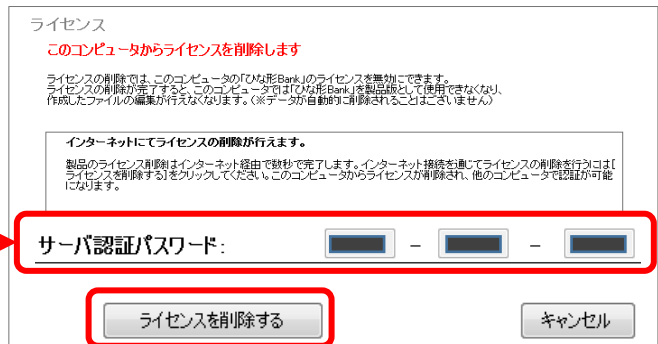 ライセンス
このコンピュータからライセンスを削除します
ライセンスの削除では、このコンピュータの「ひな形Bank」のライセンスを無効にできます。
ライセンスの削除が完了すると、このコンピュータでは「ひな形Bank」を製品版として使用できなくなり、
作成したファイルの編集が行えなくなります。（※データが自動的に削除されることはございません）
インターネットにてライセンスの削除が行えます。
製品のライセンス削除はインターネット経由で数秒で完了します。インターネット接続を通じてライセンスの削除を行うには[
ライセンスを削除する]をクリックしてください。このコンピュータからライセンスが削除され、他のコンピュータで認証が可能
になります。
サーバ認証パスワード: - -
ライセンスを削除する キャンセル